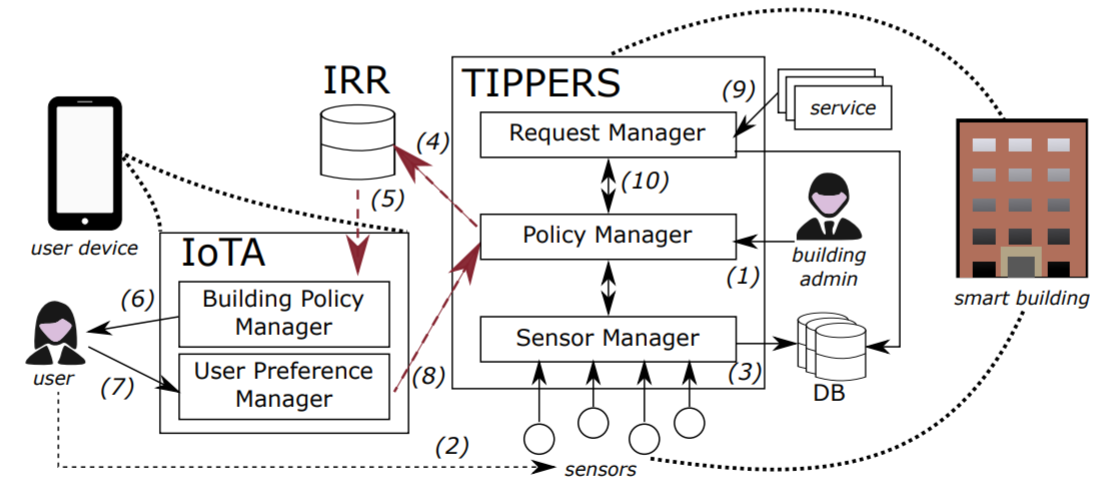 IRR
TIPPERS
(9)
service
Request Manager
(4)
(10)
(5)
user device
Policy Manager
building
admin
(1)
IoTA
smart building
Building Policy
Manager
(6)
Sensor Manager
(3)
DB
user
(7)
User Preference
Manager
(8)
(2)
sensors